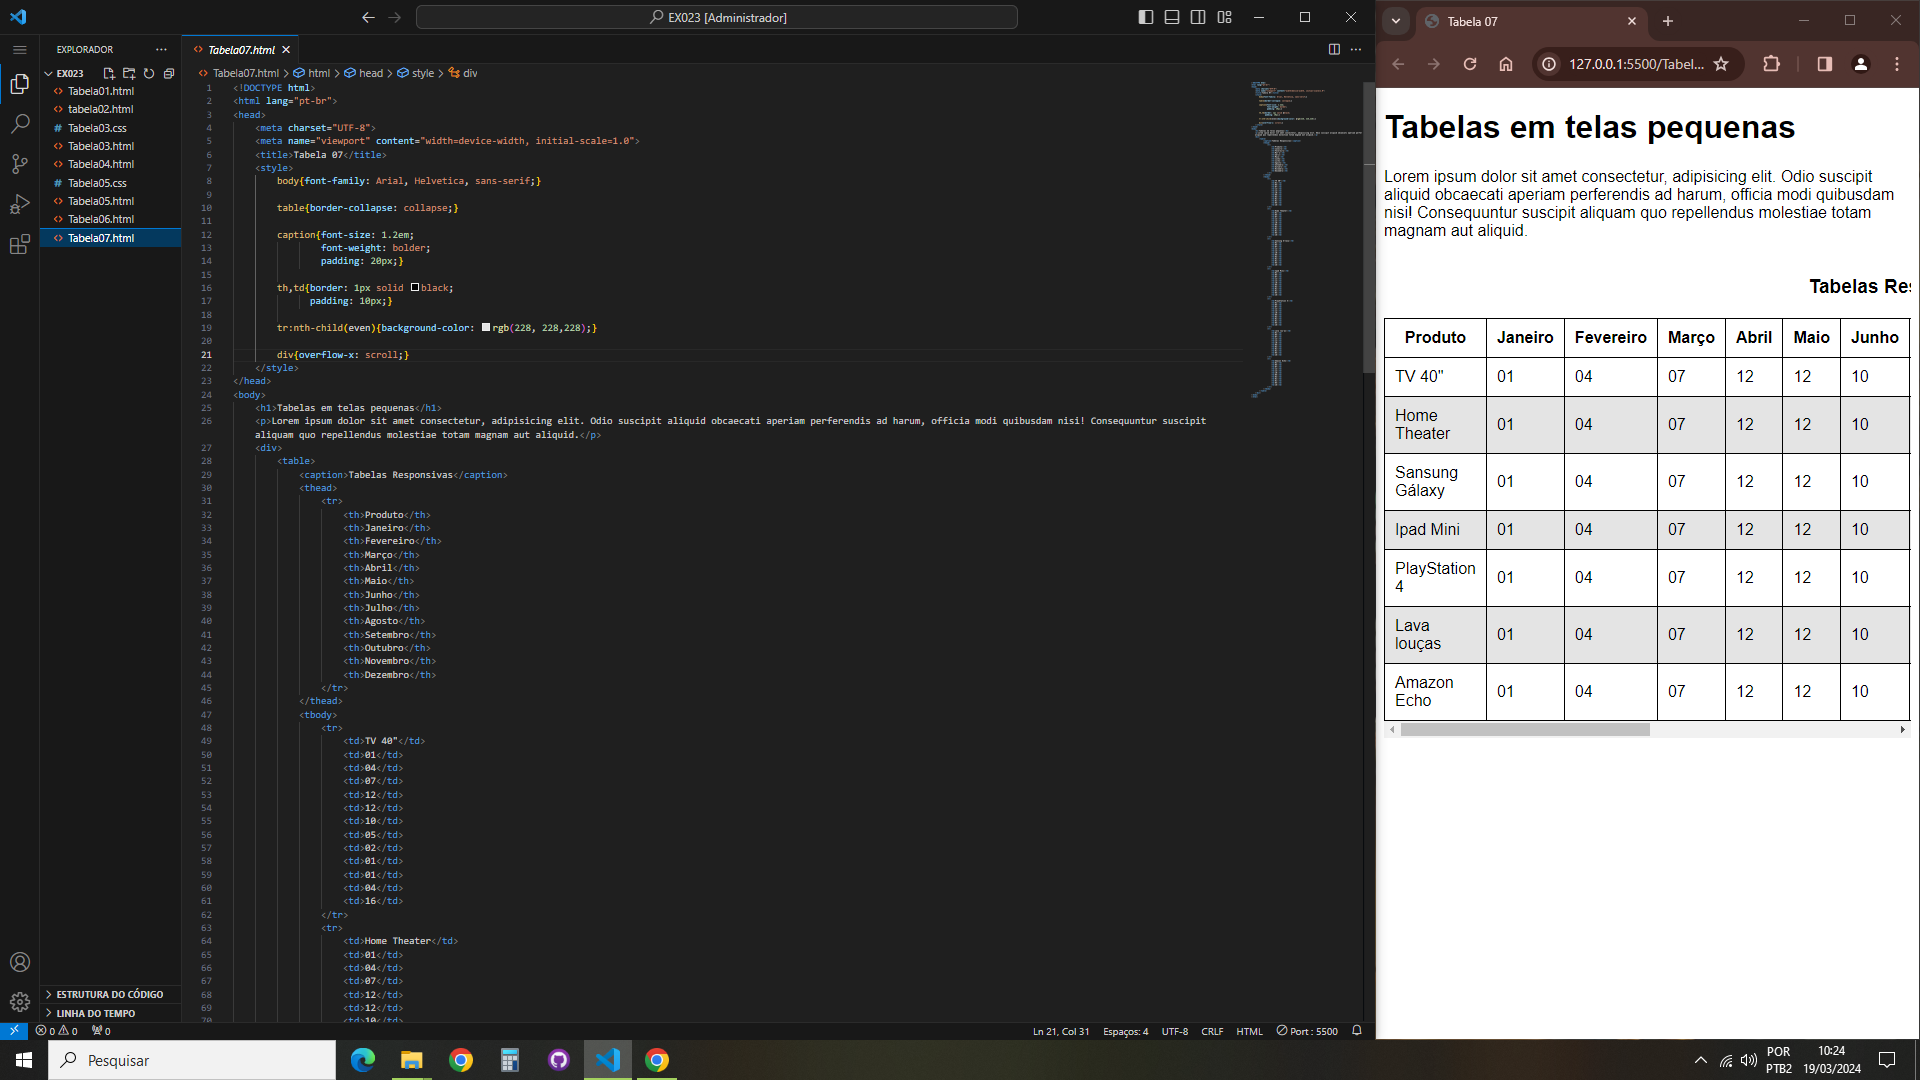 EX023 [Administrador]
EXPLORADOR
EX023
Tabela01.html
tabela02.html
Tabela03.css
Tabela03.html
Tabela04.html
Tabela05.css
Tabela05.html
Tabela06.html
Tabela07.html
ESTRUTURA DO CÓDIGO
LINHA DO TEMPO
Tabela07.html
Tabela07.html > html > head > style > div
1 <!DOCTYPE html>
2 <html lang="pt-br">
3 <head>
4 <meta charset="UTF-8">
5 <meta name="viewport" content="width=device-width, initial-scale=1.0">
6 <title>Tabela 07</title>
7 <style>
8 body{font-family: Arial, Helvetica, sans-serif;}
9
10 table{border-collapse: collapse;}
11
12 caption{font-size: 1.2em;
13 font-weight: bolder;
14 padding: 20px;}
15
16 th,td{border: 1px solid black;
17 padding: 10px;}
18
19 tr:nth-child(even){background-color: rgb(228, 228,228);}
20
21 div{overflow-x: scroll;}
22 </style>
23 </head>
24 <body>
25 <h1>Tabelas em telas pequenas</h1>
26 <p>Lorem ipsum dolor sit amet consectetur, adipisicing elit. Odio suscipit aliquid obcaecati aperiam perferendis ad harum, officia modi quibusdam nisi! Consequuntur suscipit
aliquam quo repellendus molestiae totam magnam aut aliquid.</p>
27 <div>
28 <table>
29 <caption>Tabelas Responsivas</caption>
30 <thead>
31 <tr>
32 <th>Produto</th>
33 <th>Janeiro</th>
34 <th>Fevereiro</th>
35 <th>Março</th>
36 <th>Abril</th>
37 <th>Maio</th>
38 <th>Junho</th>
39 <th>Julho</th>
40 <th>Agosto</th>
41 <th>Setembro</th>
42 <th>Outubro</th>
43 <th>Novembro</th>
44 <th>Dezembro</th>
45 </tr>
46 </thead>
47 <tbody>
48 <tr>
49 <td>TV 40"</td>
50 <td>01</td>
51 <td>04</td>
52 <td>07</td>
53 <td>12</td>
54 <td>12</td>
55 <td>10</td>
56 <td>05</td>
57 <td>02</td>
58 <td>01</td>
59 <td>01</td>
60 <td>04</td>
61 <td>16</td>
62 </tr>
63 <tr>
64 <td>Home Theater</td>
65 <td>01</td>
66 <td>04</td>
67 <td>07</td>
68 <td>12</td>
69 <td>12</td>
70 <td>10</td>
0 0 0
Ln 21, Col 31 Espaços: 4 UTF-8 CRLF HTML Port : 5500
Tabela 07
127.0.0.1:5500/Tabel...
Tabelas em telas pequenas
Lorem ipsum dolor sit amet consectetur, adipisicing elit. Odio suscipit
aliquid obcaecati aperiam perferendis ad harum, officia modi quibusdam
nisi! Consequuntur suscipit aliquam quo repellendus molestiae totam
magnam aut aliquid.
Tabelas Res
Produto Janeiro Fevereiro Março Abril Maio Junho
TV 40" 01 04 07 12 12 10
Home Theater 01 04 07 12 12 10
Sansung Gálaxy 01 04 07 12 12 10
Ipad Mini 01 04 07 12 12 10
PlayStation 4 01 04 07 12 12 10
Lava louças 01 04 07 12 12 10
Amazon Echo 01 04 07 12 12 10
Pesquisar
POR
PTB2
10:24
19/03/2024